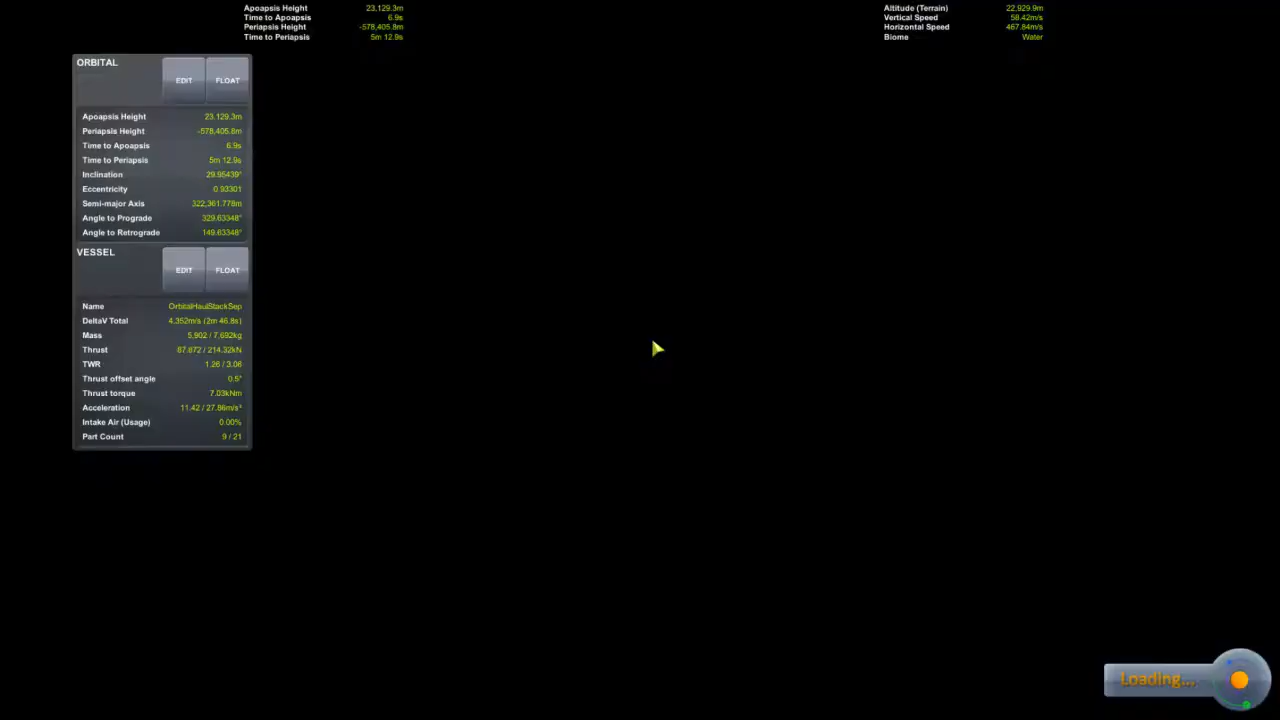 Apoapsis Height 23,129.3m
Time to Apoapsis 6.9s
Periapsis Height -578,405.8m
Time to Periapsis 5m 12.9s
Altitude (Terrain) 22,929.9m
Vertical Speed 58.42m/s
Horizontal Speed 467.84m/s
Biome Water
ORBITAL EDIT FLOAT
Apoapsis Height 23,129.3m
Periapsis Height -578,405.8m
Time to Apoapsis 6.9s
Time to Periapsis 5m 12.9s
Inclination 29.95439°
Eccentricity 0.93301
Semi-major Axis 322,361.778m
Angle to Prograde 329.63348°
Angle to Retrograde 149.63348°
VESSEL EDIT FLOAT
Name OrbitalHaulStackSep
DeltaV Total 4,352m/s (2m 46.8s)
Mass 5,902 / 7,692kg
Thrust 87.872 / 214.32kN
TWR 1.26 / 3.06
Thrust offset angle 0.5°
Thrust torque 7.03kNm
Acceleration 11.42 / 27.86m/s²
Intake Air (Usage) 0.00%
Part Count 9 / 21
Loading...